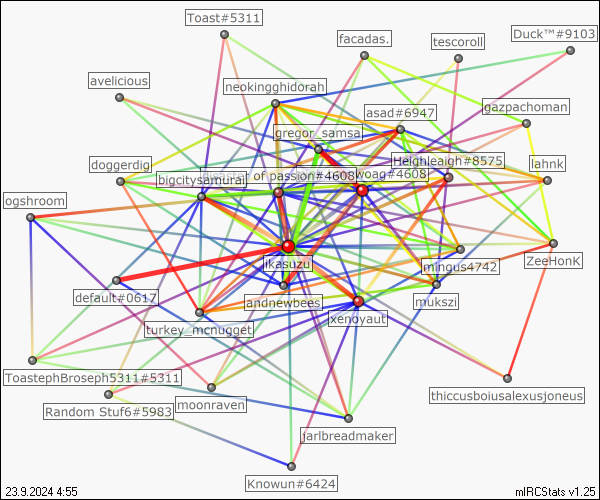 Toast#5311
Duck™#9103
facadas.
tescoroll
avelicious
neokingghidorah
gazpachoman
asad#6947
gregor_samsa
Heighleaigh#8575
doggerdig
lahnk
of passion#4608
woag#4608
bigcitysamurai
ogshroom
ZeeHonK
jkasuzu
mingus4742
default#0617
andnewbees
mukszi
xenoyaut
turkey_mcnugget
ToastephBroseph5311#5311
thiccusboiusalexusjoneus
moonraven
Random Stuf6#5983
jarlbreadmaker
Knowun#6424
23.9.2024 4:55
mIRCStats v1.25